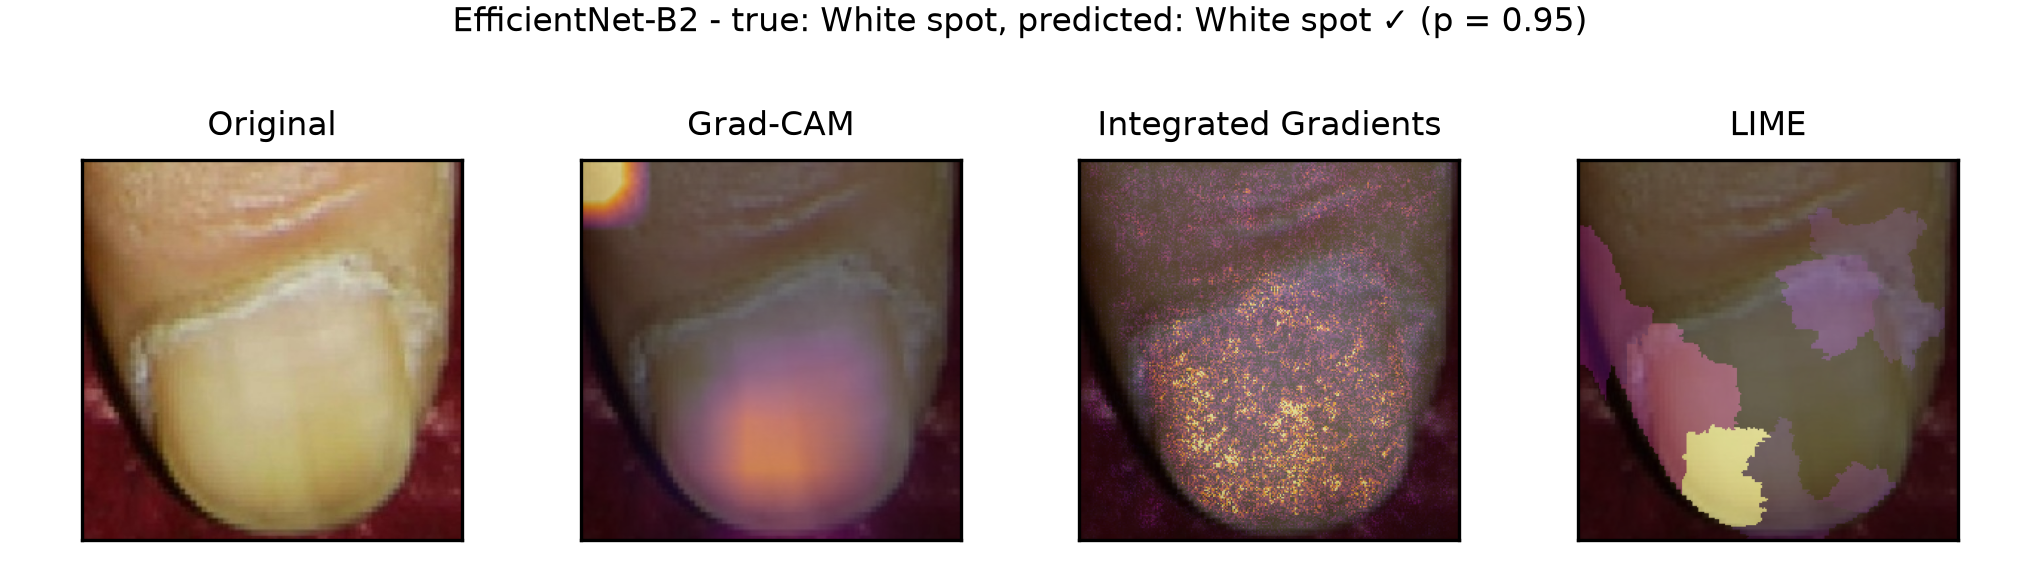 EfficientNet-B2 - true: White spot, predicted: White spot ✓ (p = 0.95)
Original
Grad-CAM
Integrated Gradients
LIME